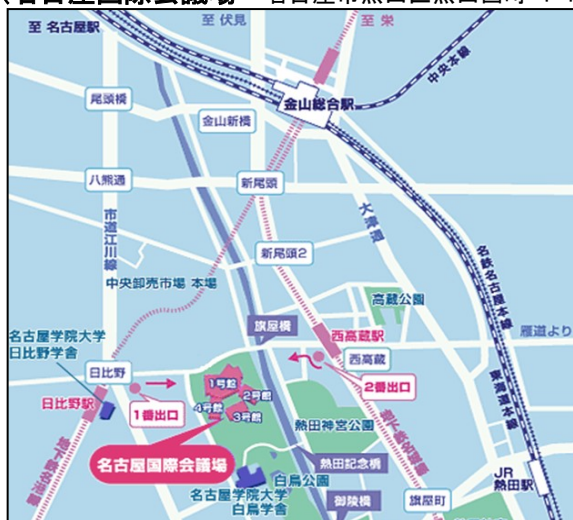 至 名古屋駅
至 伏見
至 栄
中央本線
尾頭橋
金山総合駅
金山新橋
八熊通
新尾頭
市道江川線
大津通
新尾頭2
名鉄名古屋本線
中央卸売市場 本場
高蔵公園
旗屋橋
西高蔵駅
雁道より
名古屋学院大学
日比野学舎
日比野
西高蔵
1号館
2号館
2番出口
東海道本線
日比野駅
1番出口
4号館
3号館
熱田神宮公園
名古屋国際会議場
熱田記念橋
白鳥公園
JR
熱田駅
名古屋学院大学
白鳥学舎
御陵橋
旗屋町